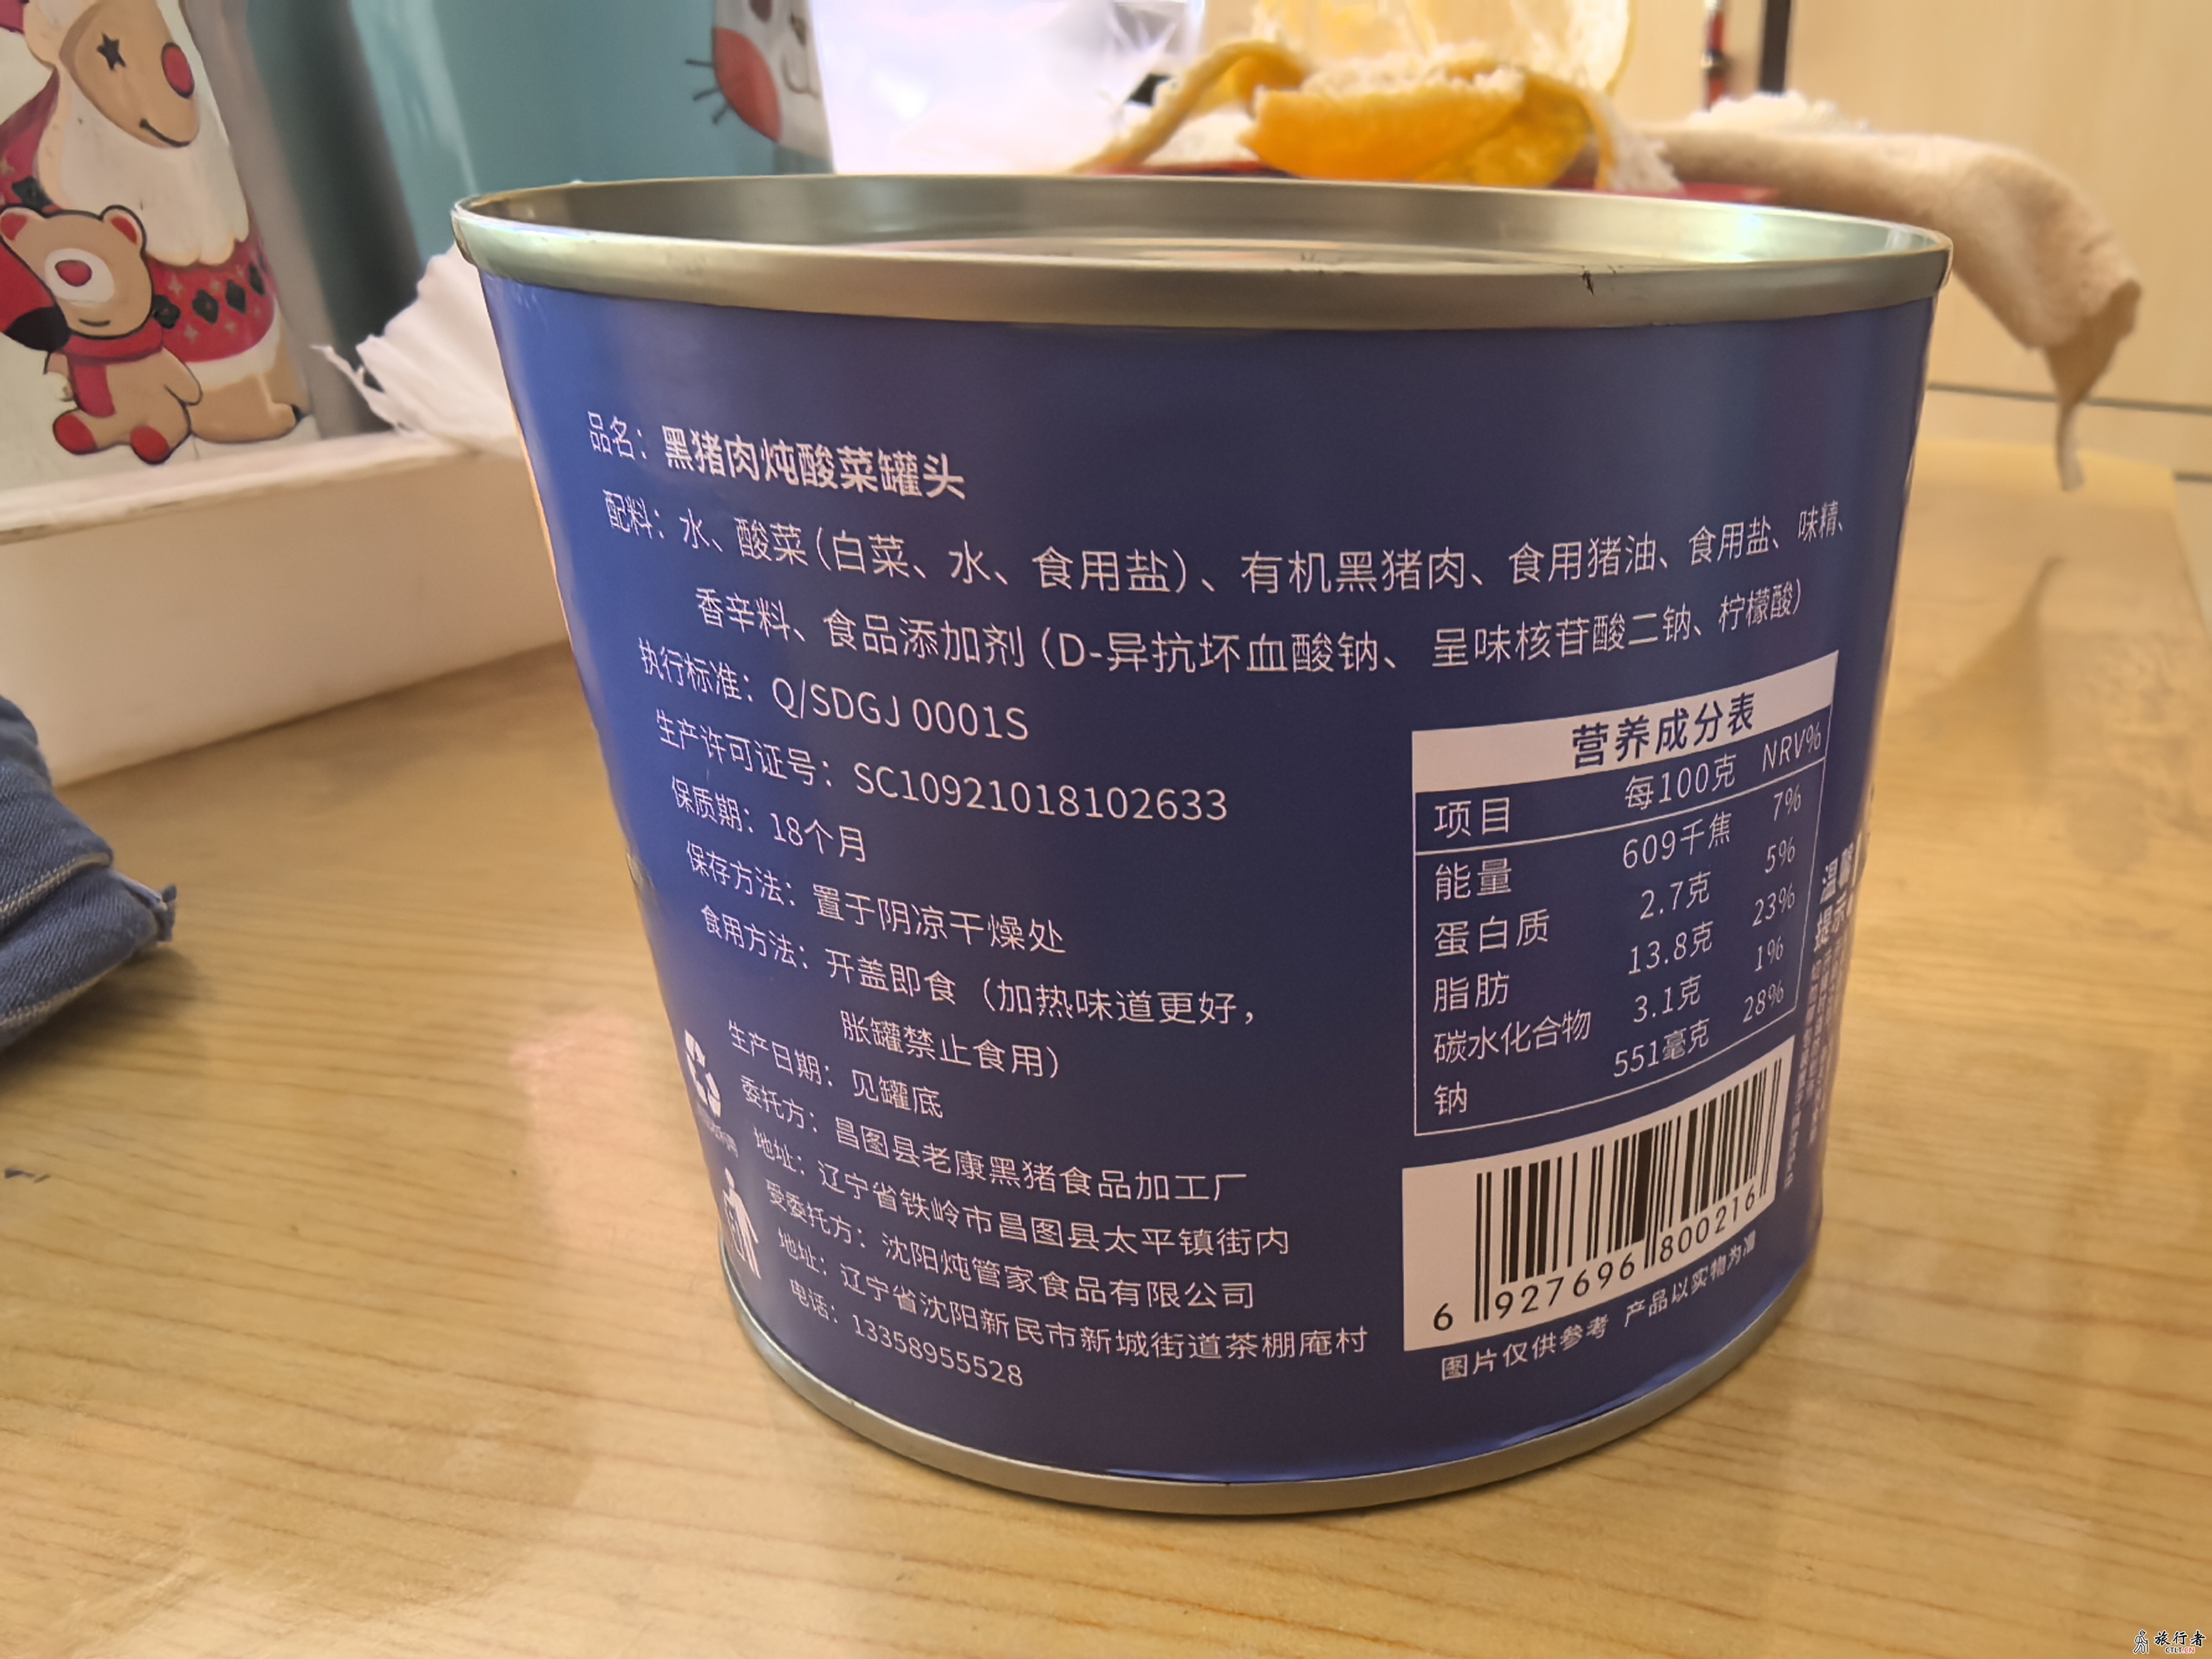 品名：黑猪肉炖酸菜罐头
配料：水、酸菜（白菜、水、食用盐）、有机黑猪肉、食用猪油、食用盐、味精、
香辛料、食品添加剂（D-异抗坏血酸钠、呈味核苷酸二钠、柠檬酸）
执行标准：Q/SDGJ 0001S
生产许可证号：SC10921018102633
保质期：18个月
保存方法：置于阴凉干燥处
食用方法：开盖即食（加热味道更好，
胀罐禁止食用）
生产日期：见罐底
委托方：昌图县老康黑猪食品加工厂
地址：辽宁省铁岭市昌图县太平镇街内
受委托方：沈阳炖管家食品有限公司
地址：辽宁省沈阳新民市新城街道茶棚庵村
电话：13358955528
营养成分表
项目 每100克 NRV%
能量 609千焦 7%
蛋白质 2.7克 5%
脂肪 13.8克 23%
碳水化合物 3.1克 1%
钠 551毫克 28%
6 927696 800216
图片仅供参考 产品以实物为准
温馨
提示
旅行者
CTLT.CN